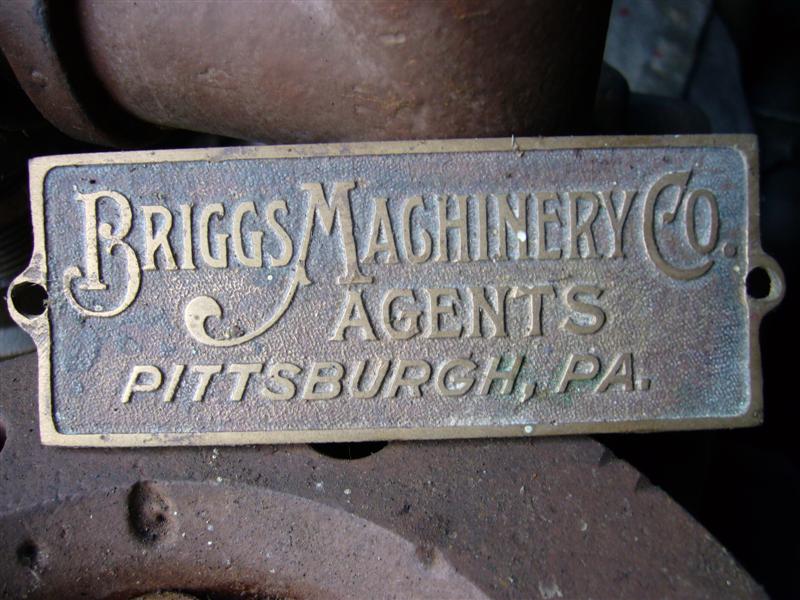 BRIGGS MACHINERY CO.
AGENTS
PITTSBURGH, PA.